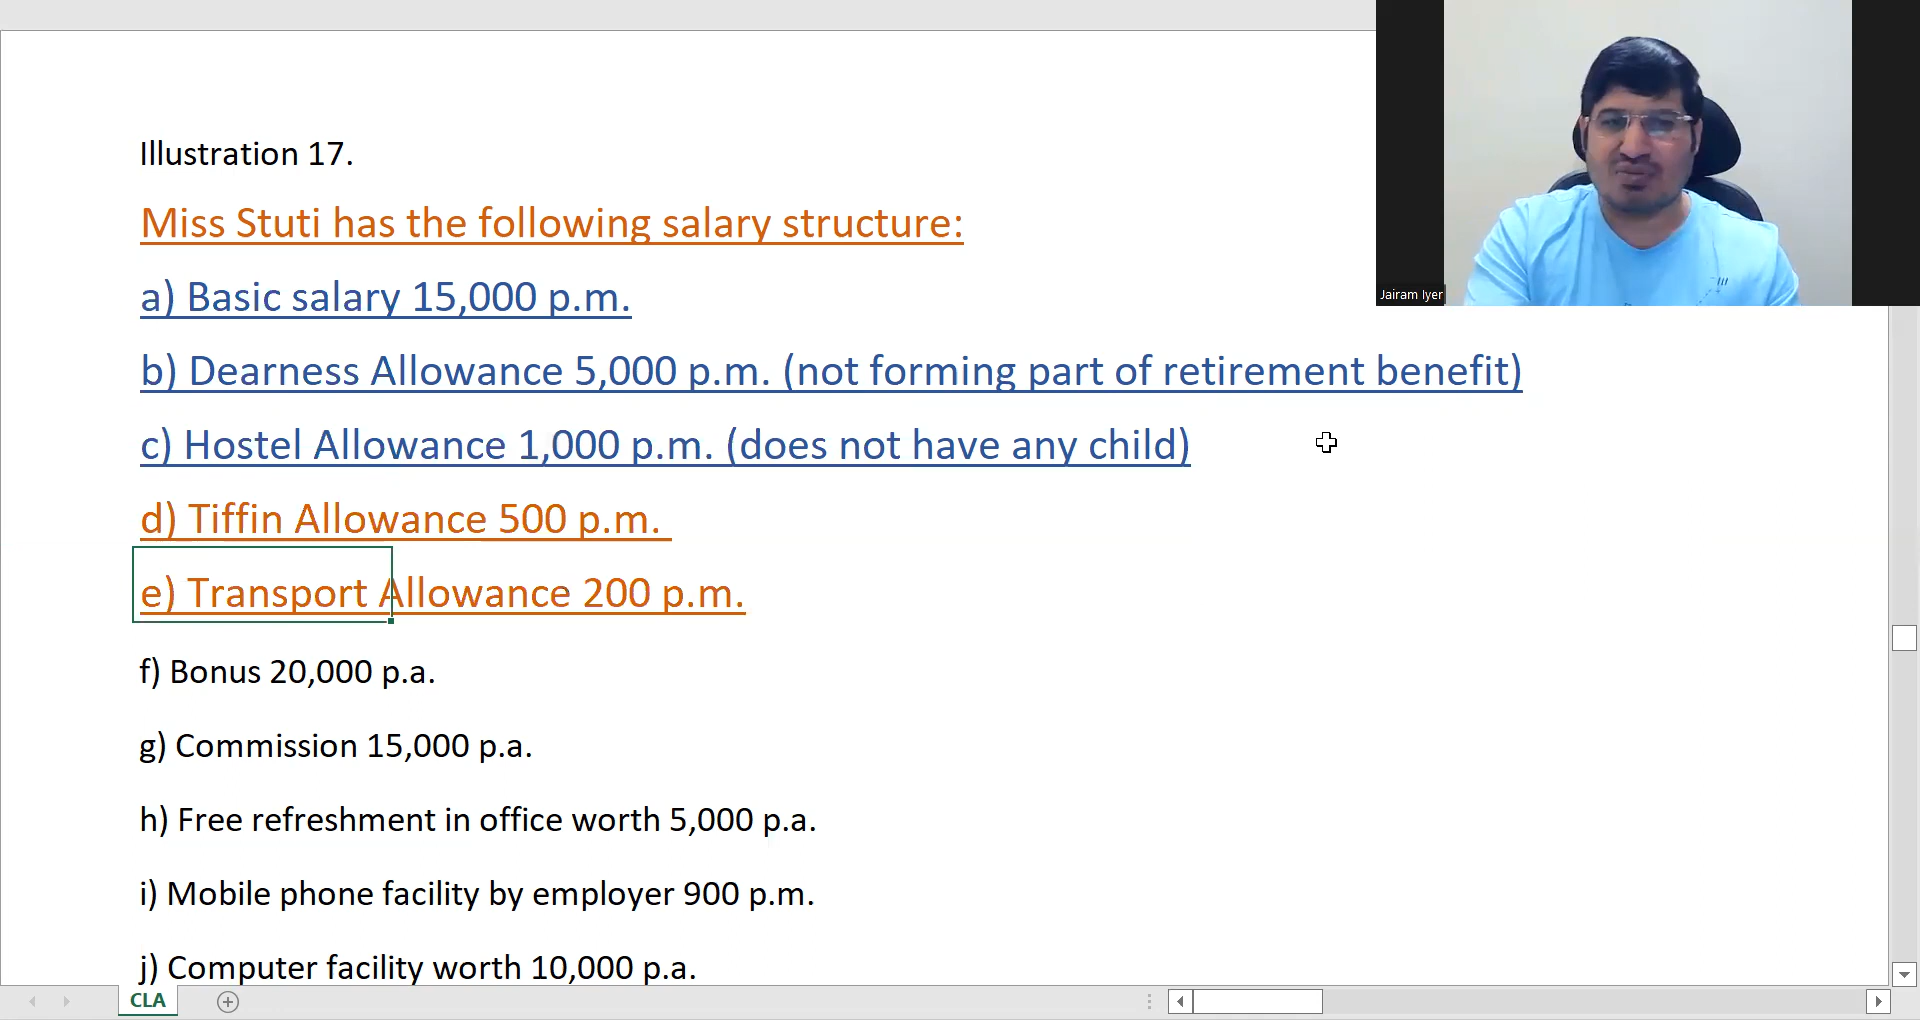 Illustration 17.
Miss Stuti has the following salary structure:
a) Basic salary 15,000 p.m.
b) Dearness Allowance 5,000 p.m. (not forming part of retirement benefit)
c) Hostel Allowance 1,000 p.m. (does not have any child)
d) Tiffin Allowance 500 p.m.
e) Transport Allowance 200 p.m.
f) Bonus 20,000 p.a.
g) Commission 15,000 p.a.
h) Free refreshment in office worth 5,000 p.a.
i) Mobile phone facility by employer 900 p.m.
j) Computer facility worth 10,000 p.a.
Jairam Iyer
CLA